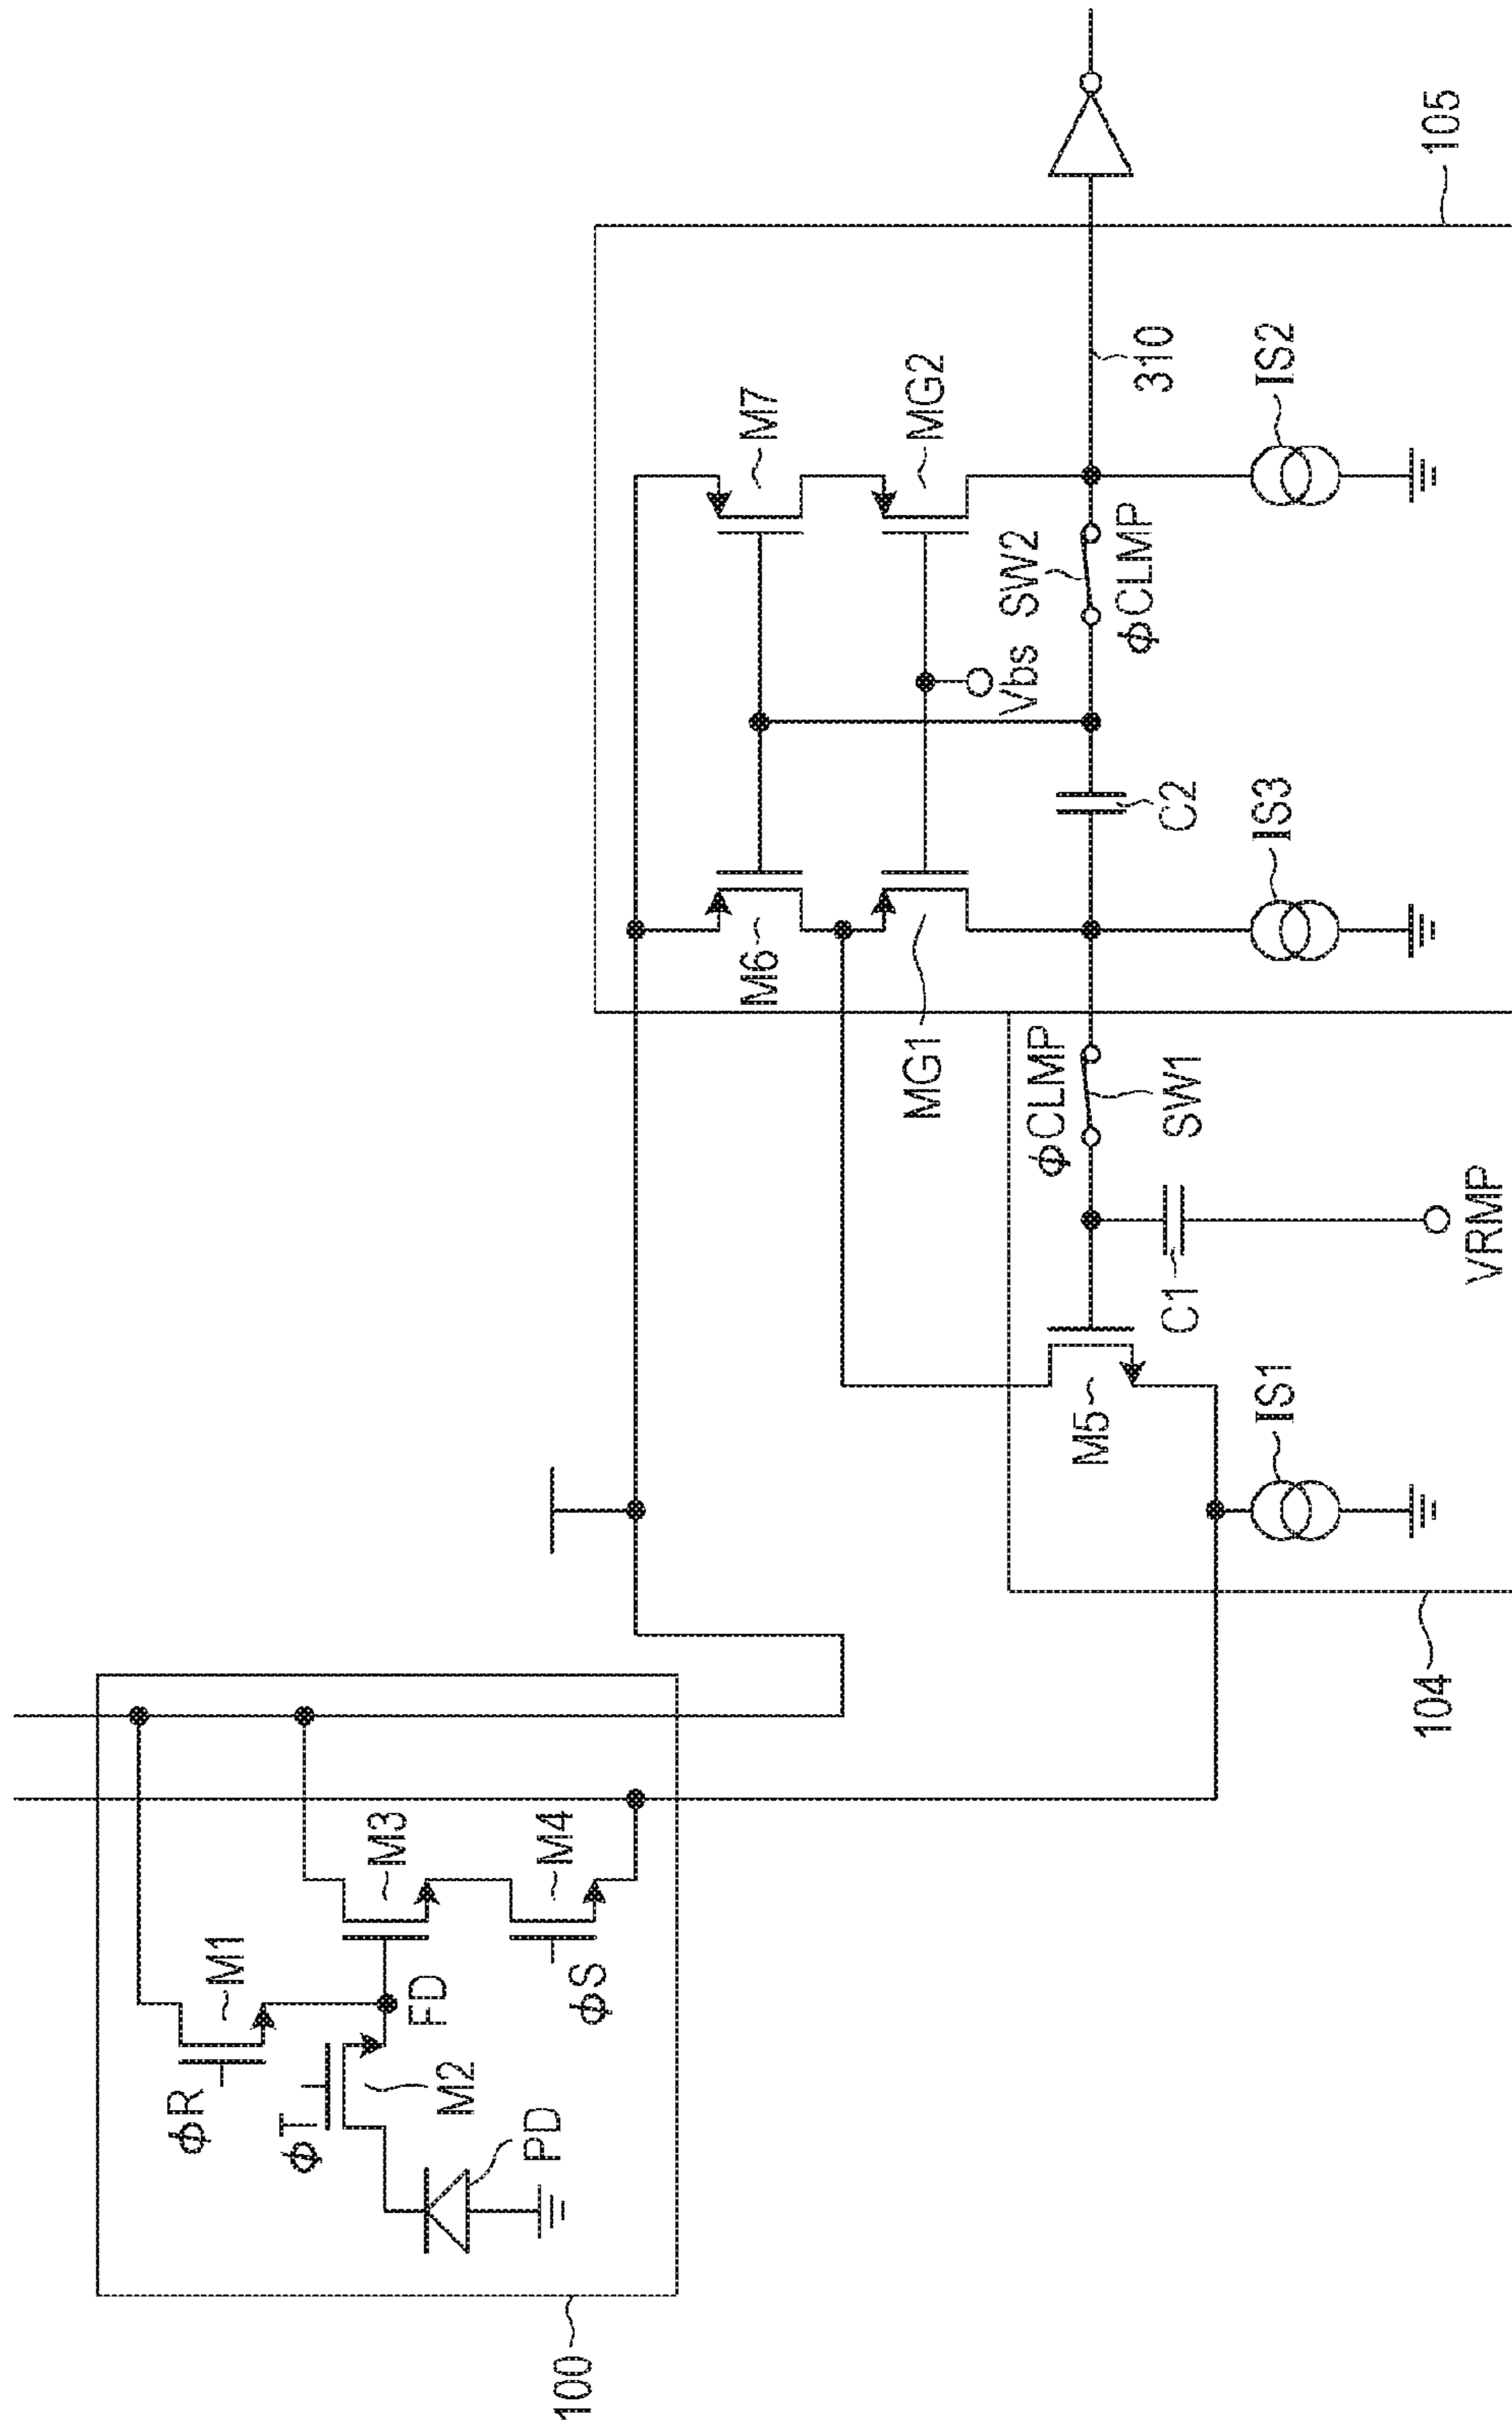 100
PD
M2
ϕT
ϕR
M1
FD
ϕS
M3
M4
104
IS1
M5
C1
VRMP
SW1
ϕCLMP
MG1
M6
IS3
C2
Vbs
SW2
ϕCLMP
M7
MG2
310
IS2
105